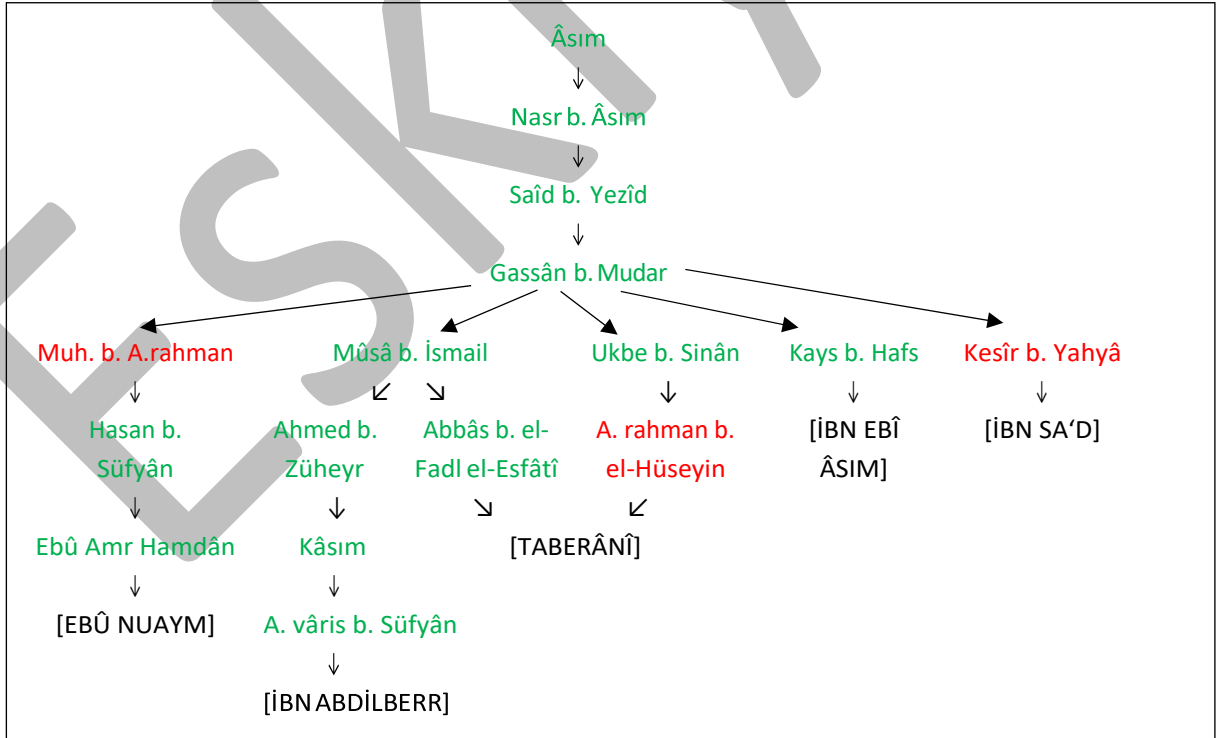 Âsım
↓
Nasr b. Âsım
↓
Saîd b. Yezîd
↓
Gassân b. Mudar
Muh. b. A.rahman Mûsâ b. İsmail Ukbe b. Sinân Kays b. Hafs Kesîr b. Yahyâ
↓ ↙ ↘ ↓ ↓ ↓
Hasan b. Ahmed b. Abbâs b. el- A. rahman b. [İBN EBÎ [İBN SA‘D]
Süfyân Züheyr Fadl el-Esfâtî el-Hüseyin ÂSIM]
↓ ↓ ↘ ↙
Ebû Amr Hamdân Kâsım [TABERÂNÎ]
↓ ↓
[EBÛ NUAYM] A. vâris b. Süfyân
↓
[İBN ABDİLBERR]